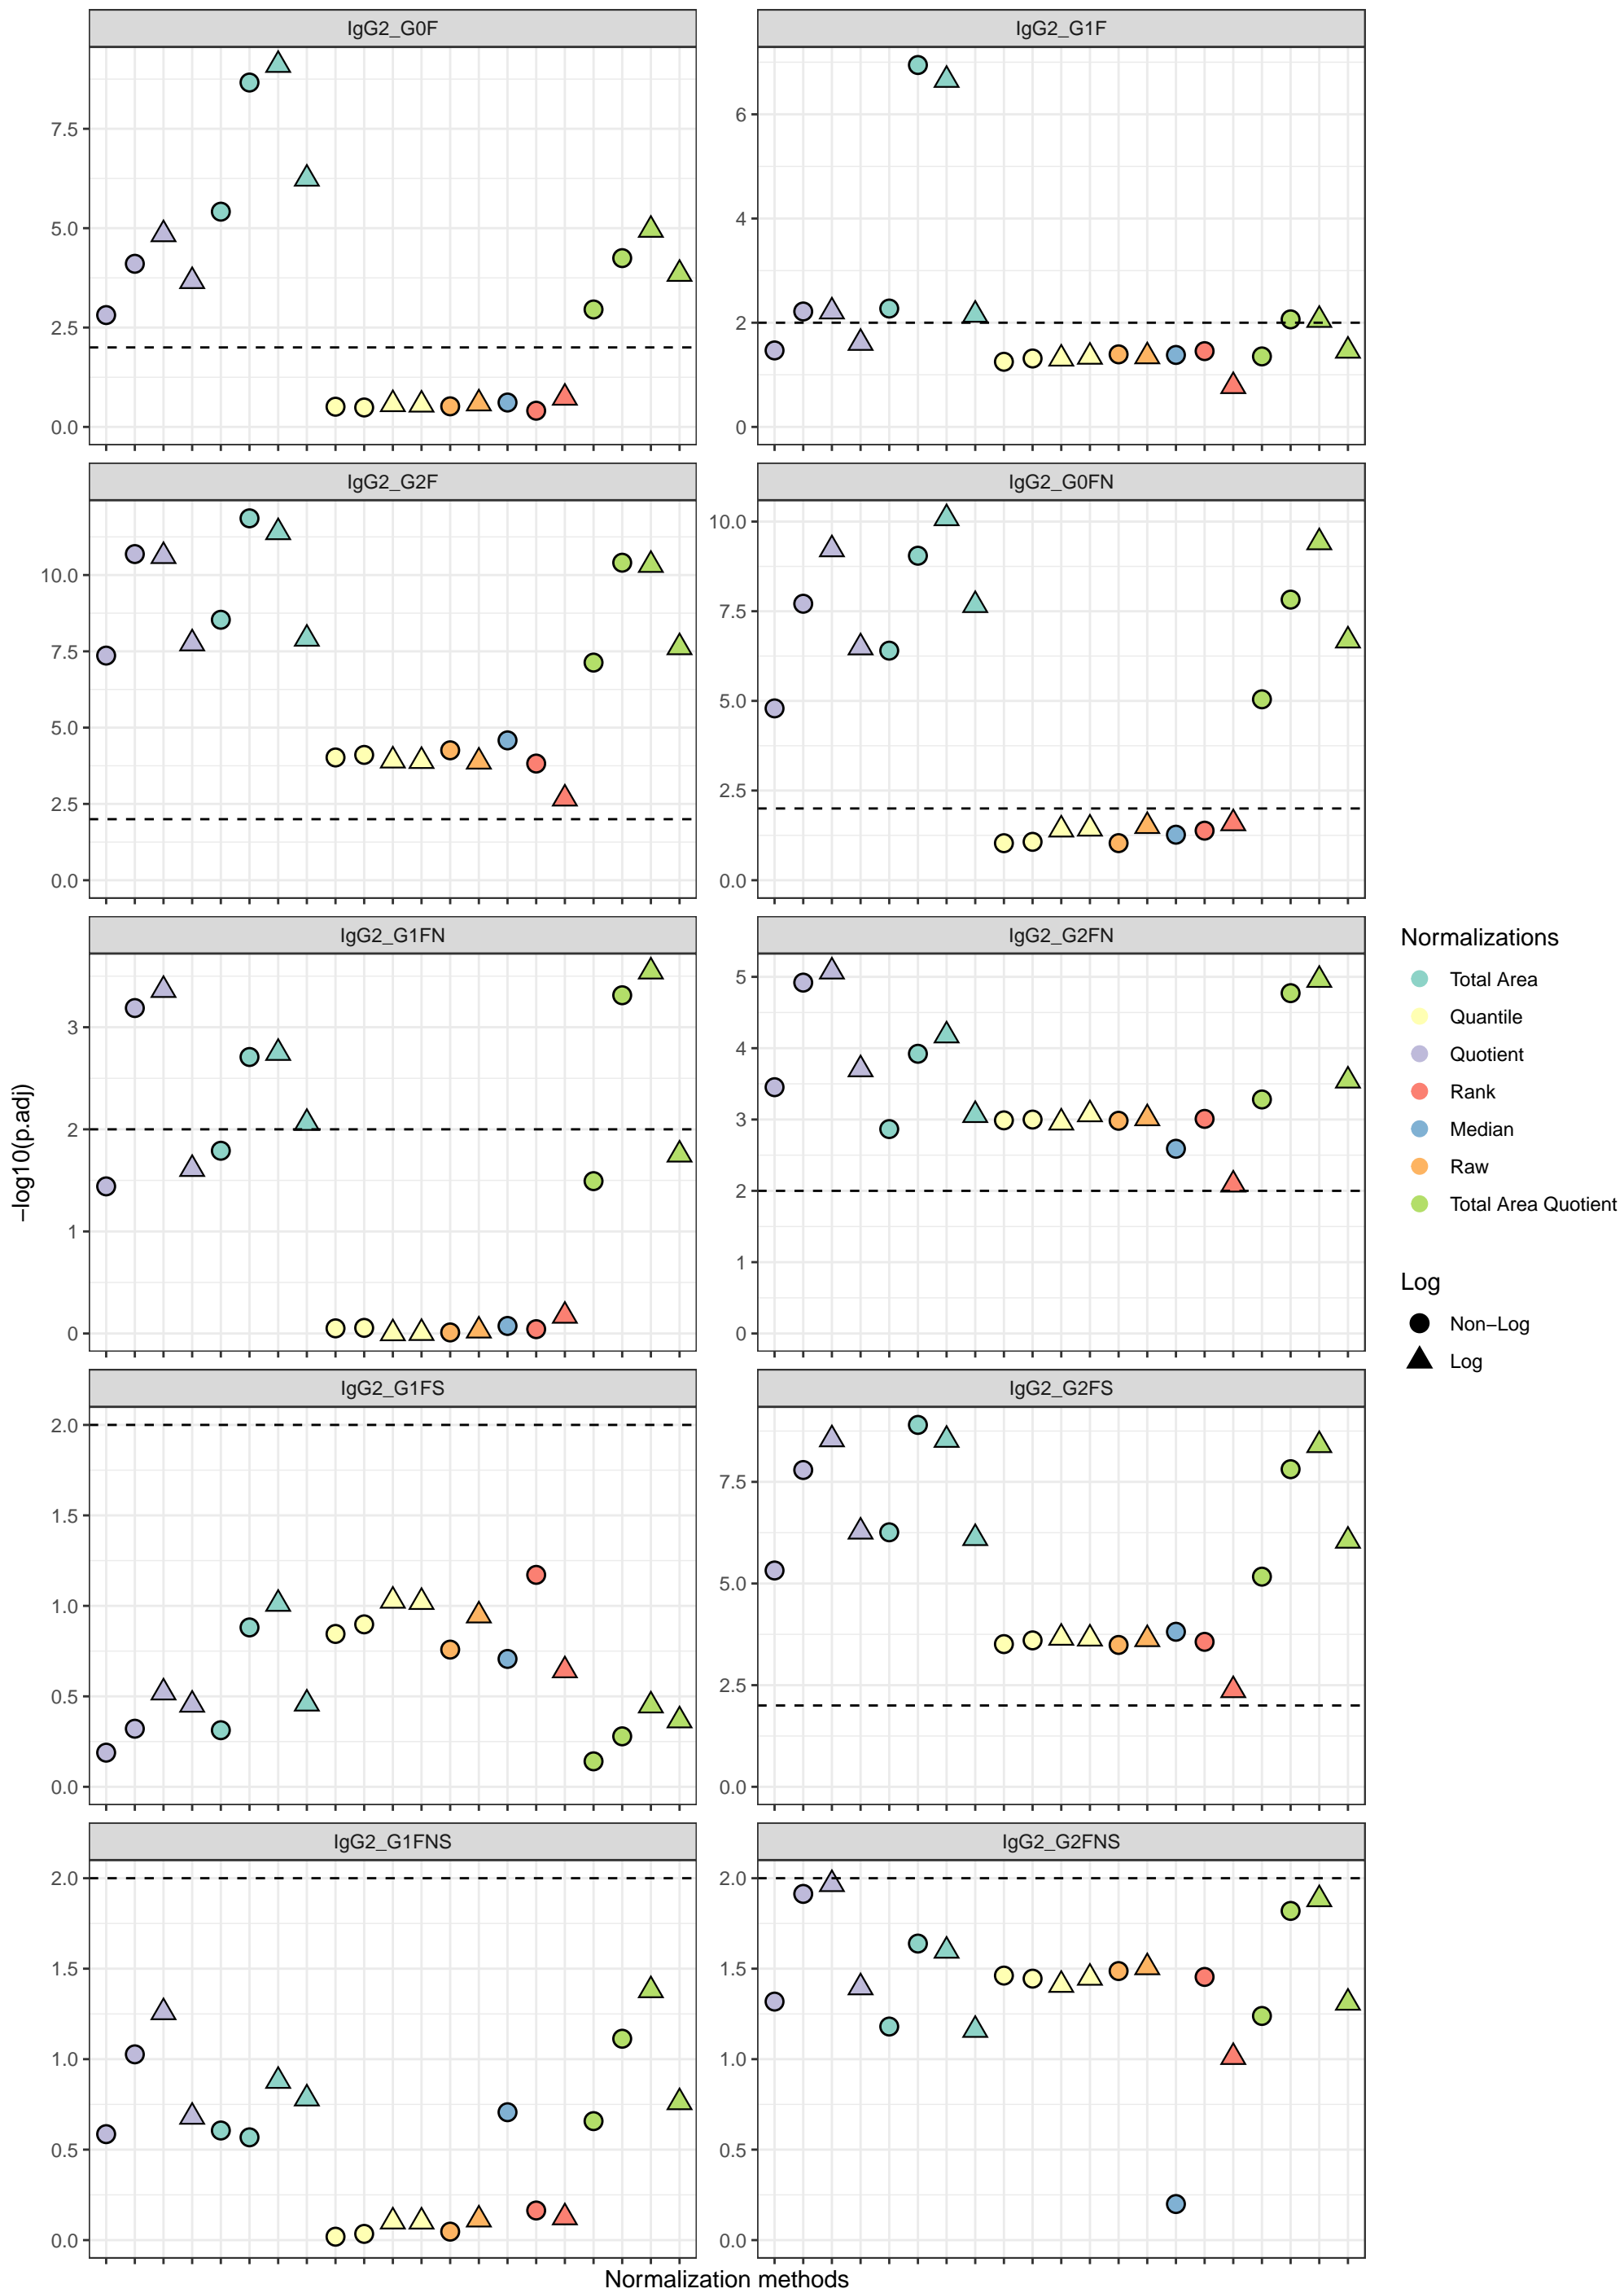 IgG2_G0F
7.5
5.0
2.5
0.0
IgG2_G1F
6
4
2
0
IgG2_G2F
10.0
7.5
5.0
2.5
0.0
IgG2_G0FN
10.0
7.5
5.0
2.5
0.0
IgG2_G1FN
3
2
1
0
IgG2_G2FN
5
4
3
2
1
0
IgG2_G1FS
2.0
1.5
1.0
0.5
0.0
IgG2_G2FS
7.5
5.0
2.5
0.0
IgG2_G1FNS
2.0
1.5
1.0
0.5
0.0
IgG2_G2FNS
2.0
1.5
1.0
0.5
0.0
−log10(p.adj)
Normalization methods
Normalizations
Total Area
Quantile
Quotient
Rank
Median
Raw
Total Area Quotient
Log
Non−Log
Log